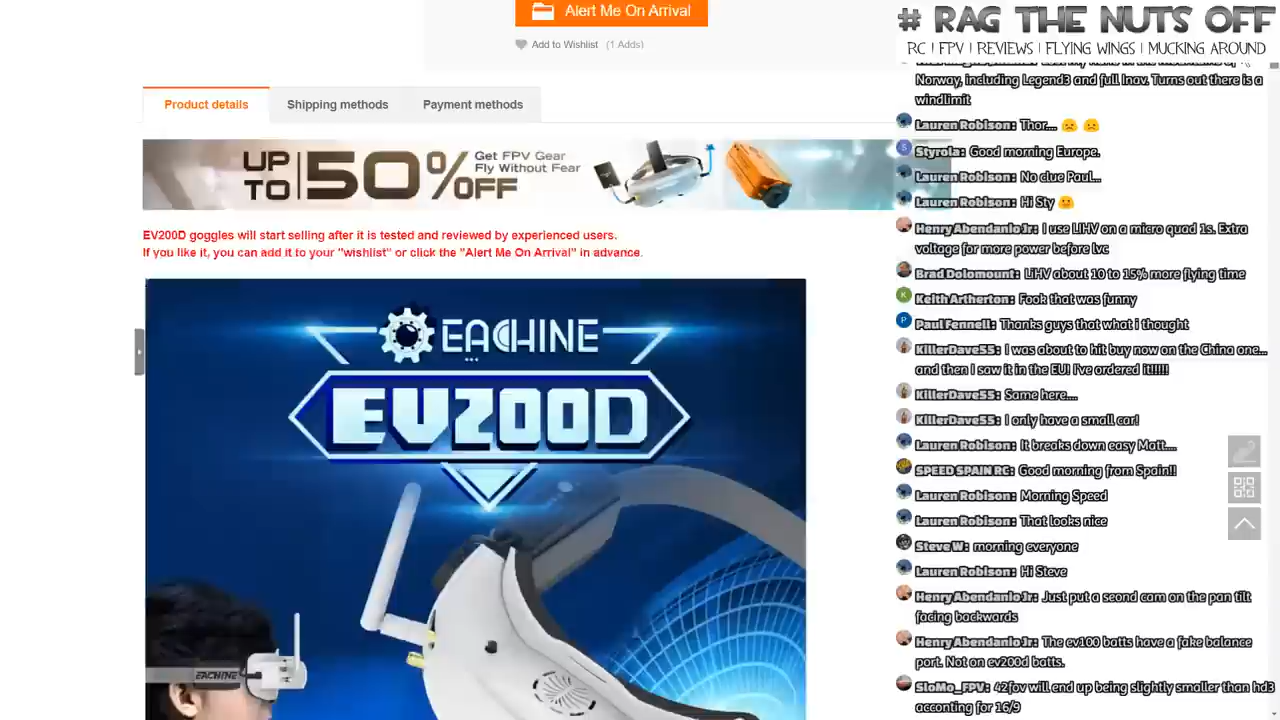 Alert Me On Arrival
Add to Wishlist (1 Adds)
Product details
Shipping methods
Payment methods
UP TO 50% OFF
Get FPV Gear
Fly Without Fear
EV200D goggles will start selling after it is tested and reviewed by experienced users.
If you like it, you can add it to your "wishlist" or click the "Alert Me On Arrival" in advance.
EACHINE
EV200D
EACHINE
# RAG THE NUTS OFF
RC | FPV | REVIEWS | FLYING WINGS | MUCKING AROUND
Norway, including Legend3 and full Inav. Turns out there is a
windlimit
Lauren Robison: Thor....
Styrola: Good morning Europe.
Lauren Robison: No clue Paul...
Lauren Robison: Hi Sty
Henry Abendanio Jr: I use LIHV on a micro quad 1s. Extra
voltage for more power before lvc
Brad Dolomount: LiHV about 10 to 15% more flying time
Keith Artherton: Fook that was funny
Paul Fennell: Thanks guys that what i thought
KillerDave55: I was about to hit buy now on the China one...
and then I saw it in the EU! I've ordered it!!!!!
KillerDave55: Same here....
KillerDave55: I only have a small car!
Lauren Robison: It breaks down easy Matt....
SPEED SPAIN RC: Good morning from Spain!!
Lauren Robison: Morning Speed
Lauren Robison: That looks nice
Steve W: morning everyone
Lauren Robison: Hi Steve
Henry Abendanio Jr: Just put a seond cam on the pan tilt
facing backwards
Henry Abendanio Jr: The ev100 batts have a fake balance
port. Not on ev200d batts.
SloMo_FPV: 42fov will end up being slightly smaller than hd3
acconting for 16/9